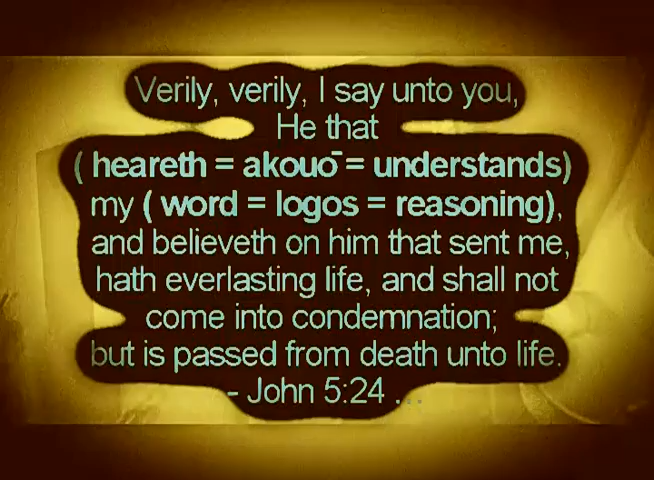 Verily, verily, I say unto you,
He that
( heareth = akouō = understands)
my ( word = logos = reasoning),
and believeth on him that sent me,
hath everlasting life, and shall not
come into condemnation;
but is passed from death unto life.
- John 5:24 ...